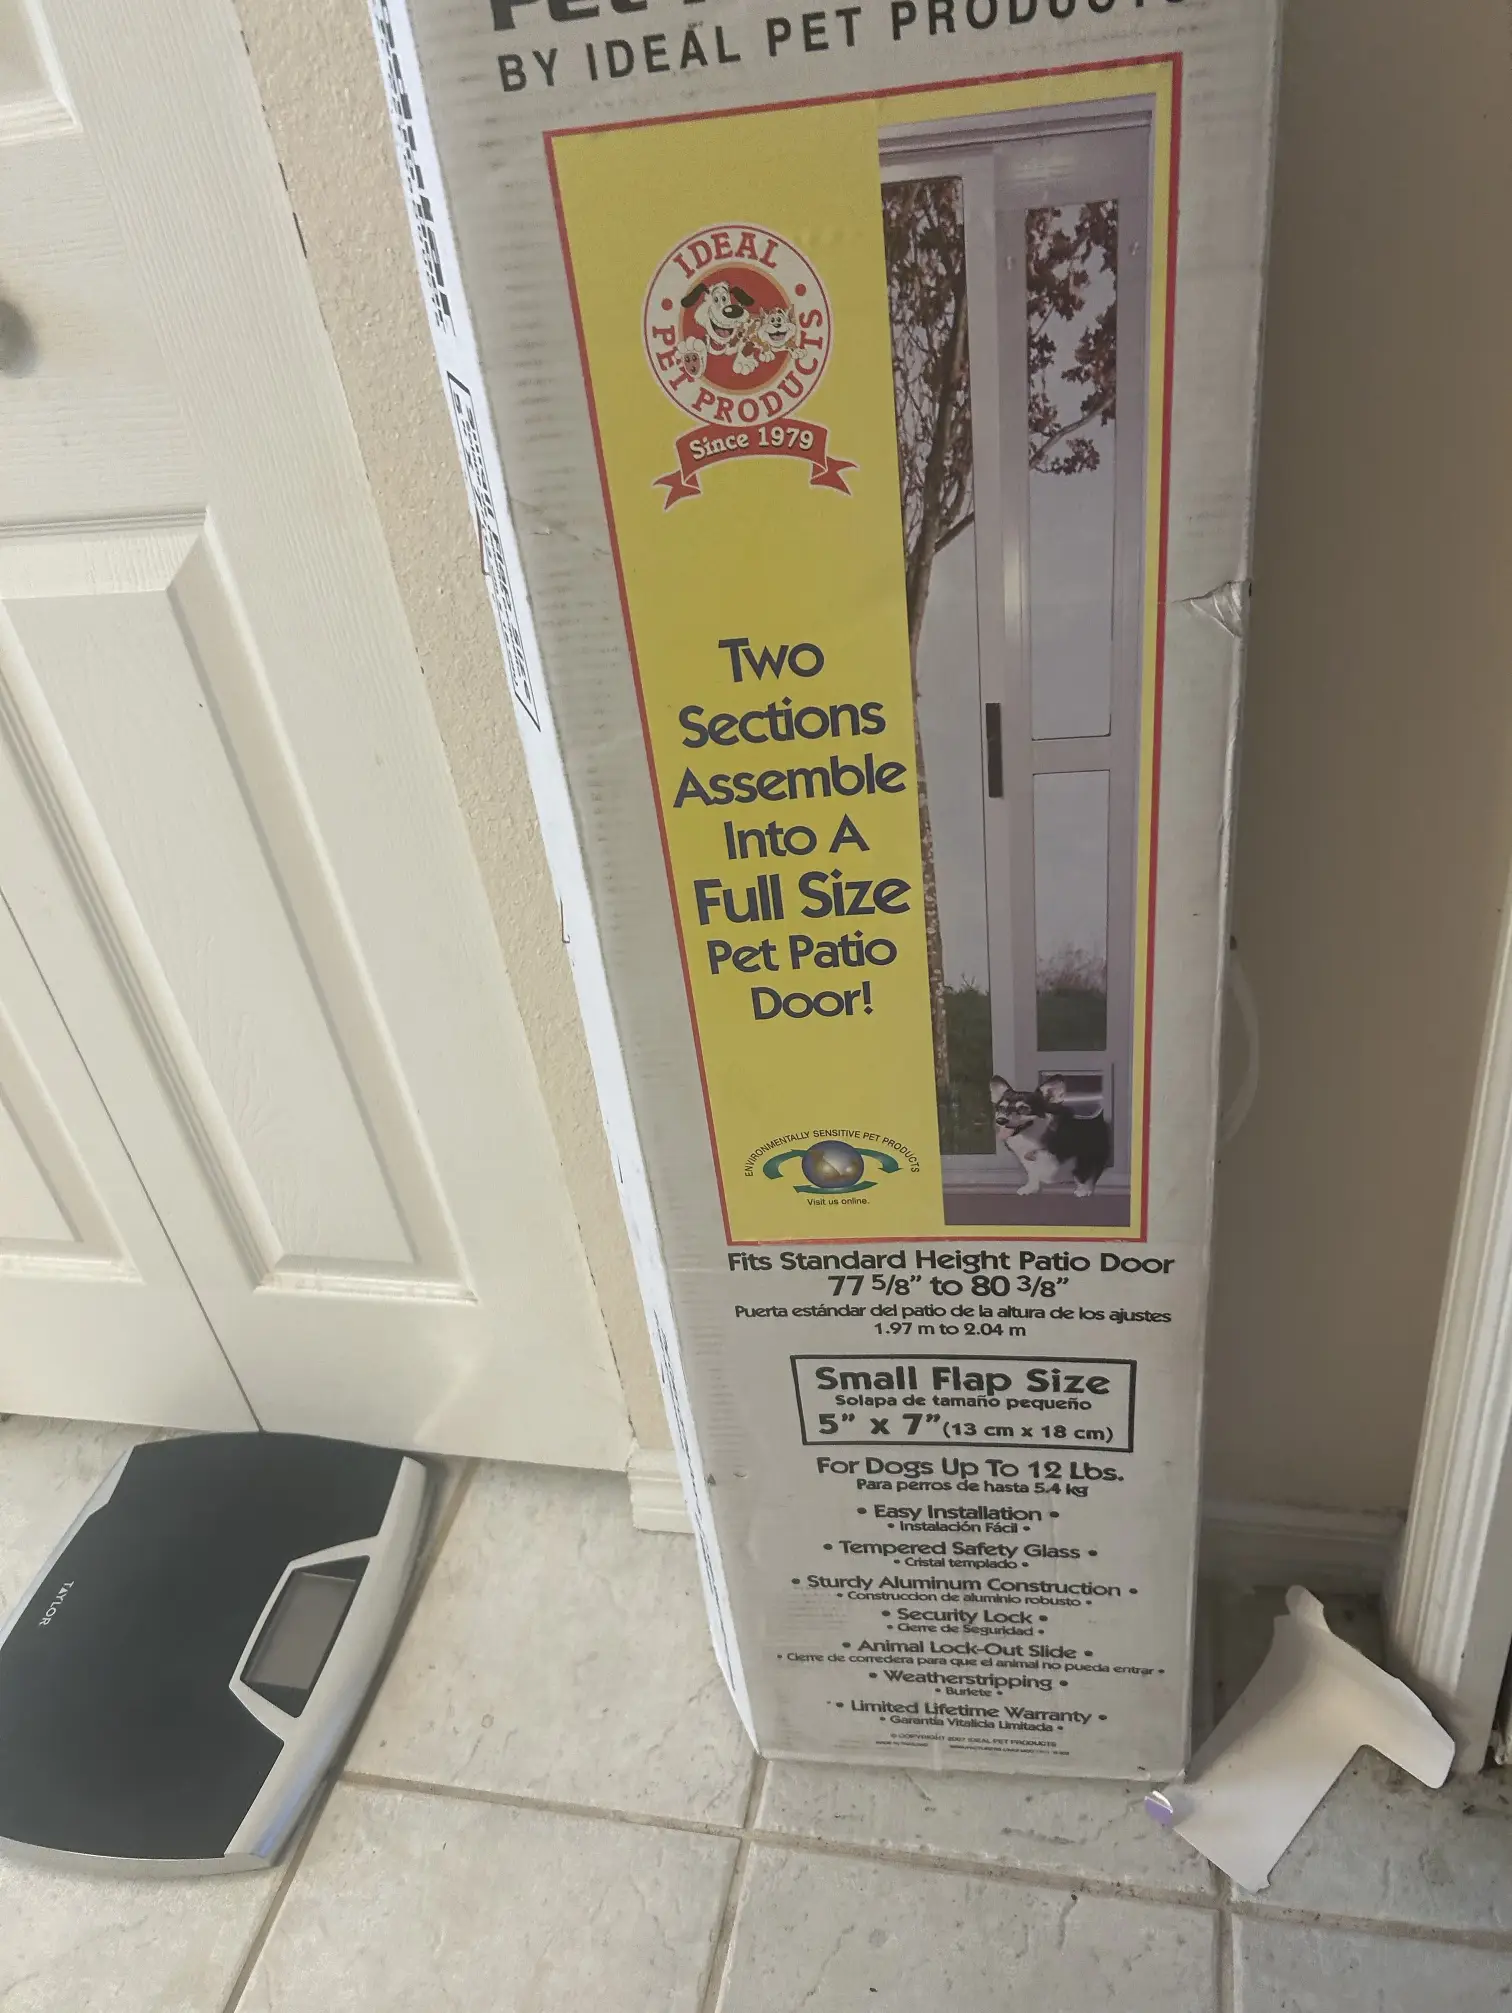 BY IDEAL PET PRODUCTS
IDEAL
PET PRODUCTS
Since 1979
Two
Sections
Assemble
Into A
Full Size
Pet Patio
Door!
ENVIRONMENTALLY SENSITIVE PET PRODUCTS
Visit us online.
Fits Standard Height Patio Door
77 5/8" to 80 3/8"
Puerta estándar del patio de la altura de los ajustes
1.97 m to 2.04 m
Small Flap Size
Solapa de tamaño pequeño
5" x 7" (13 cm x 18 cm)
For Dogs Up To 12 Lbs.
Para perros de hasta 5.4 kg
• Easy Installation •
• Instalación Fácil •
• Tempered Safety Glass •
• Cristal templado •
• Sturdy Aluminum Construction •
• Construccion de aluminio robusto •
• Security Lock •
• Cierre de Seguridad •
• Animal Lock-Out Slide •
• Cierre de corredera para que el animal no pueda entrar •
• Weatherstripping •
• Burlete •
• Limited Lifetime Warranty •
• Garantía Vitalicia Limitada •
© COPYRIGHT 2007 IDEAL PET PRODUCTS
TAYLOR